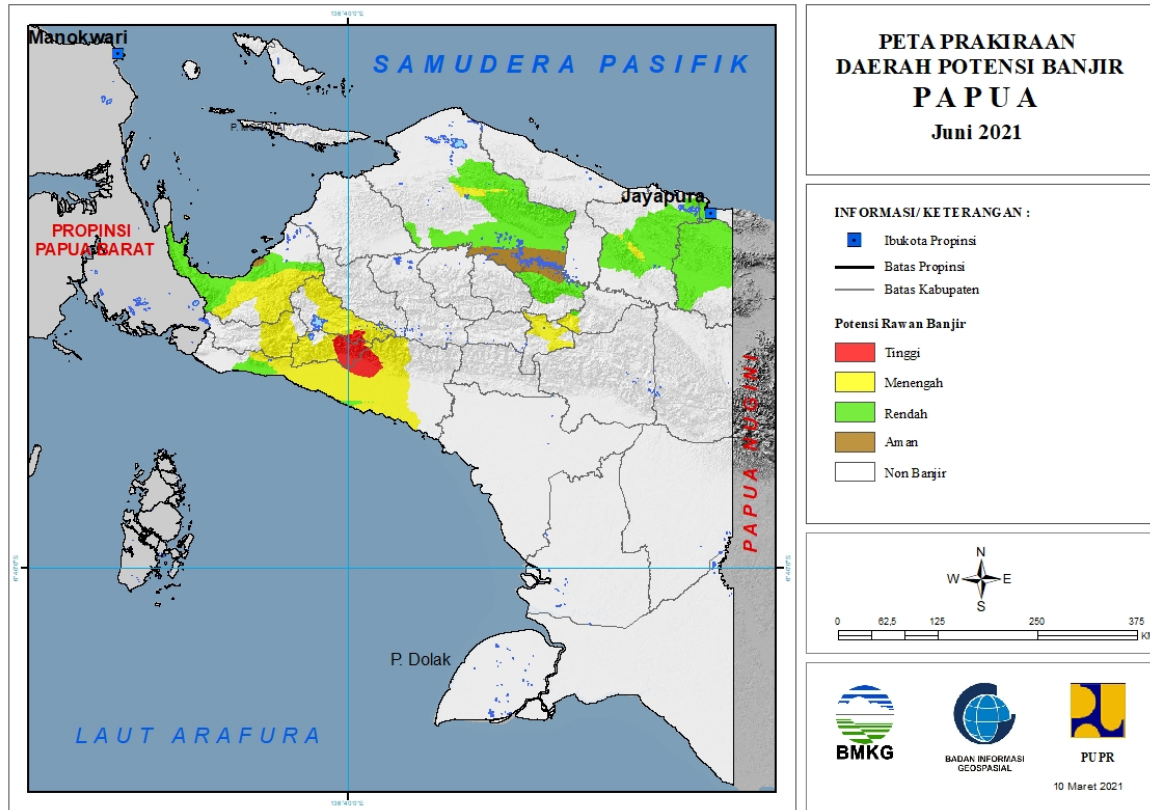 Manokwari
SAMUDERA PASIFIK
Jayapura
PROPINSI
PAPUA BARAT
PAPUA NUGINI
P. Dolak
LAUT ARAFURA
PETA PRAKIRAAN
DAERAH POTENSI BANJIR
PAPUA
Juni 2021
INFORMASI/ KETERANGAN :
Ibukota Propinsi
Batas Propinsi
Batas Kabupaten
Potensi Rawan Banjir
Tinggi
Menengah
Rendah
Aman
Non Banjir
N
W E
S
0 62,5 125 250 375
KM
BMKG
BADAN INFORMASI
GEOSPASIAL
PUPR
10 Maret 2021